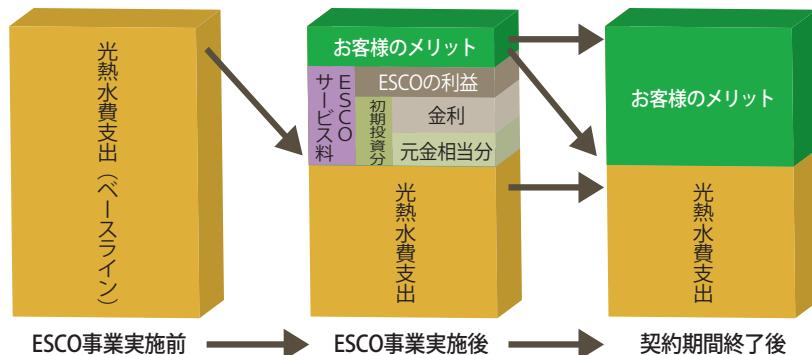 光熱水費支出（ベースライン）
お客様のメリット
ESCO
サービス料
ESCOの利益
初期投資分
金利
元金相当分
光熱水費支出
お客様のメリット
光熱水費支出
ESCO事業実施前
ESCO事業実施後
契約期間終了後